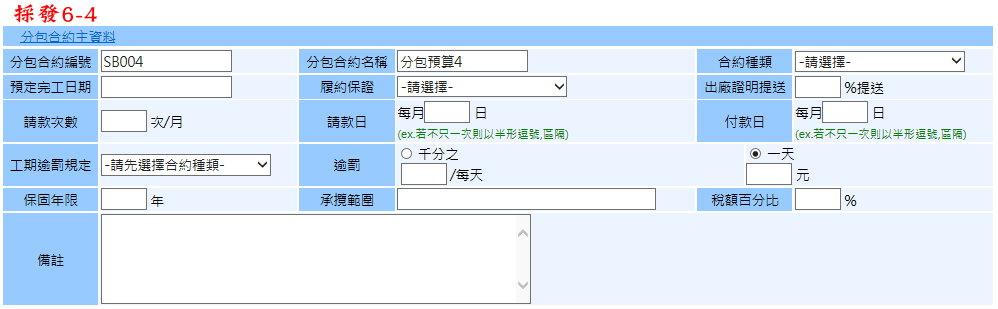 採發6-4
分包合約主資料
分包合約編號 SB004 分包合約名稱 分包預算4 合約種類 -請選擇-
預定完工日期 履約保證 -請選擇- 出廠證明提送 %提送
請款次數 次/月 請款日 每月 日 付款日 每月 日
(ex.若不只一次則以半形逗號,區隔) (ex.若不只一次則以半形逗號,區隔)
工期逾罰規定 -請先選擇合約種類- 逾罰 千分之 一天
/每天 元
保固年限 年 承攬範圍 稅額百分比 %
備註